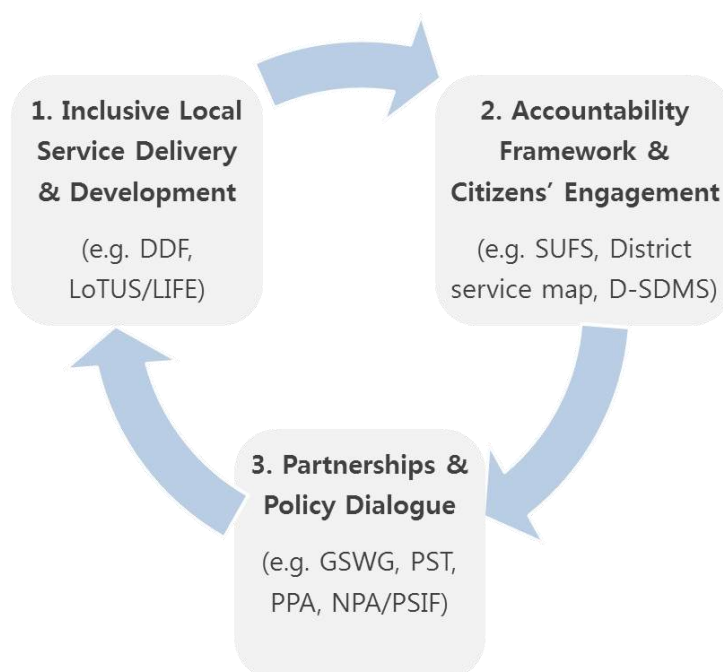 1. Inclusive Local
Service Delivery
& Development
(e.g. DDF,
LoTUS/LIFE)
2. Accountability
Framework &
Citizens’ Engagement
(e.g. SUFS, District
service map, D-SDMS)
3. Partnerships &
Policy Dialogue
(e.g. GSWG, PST,
PPA, NPA/PSIF)